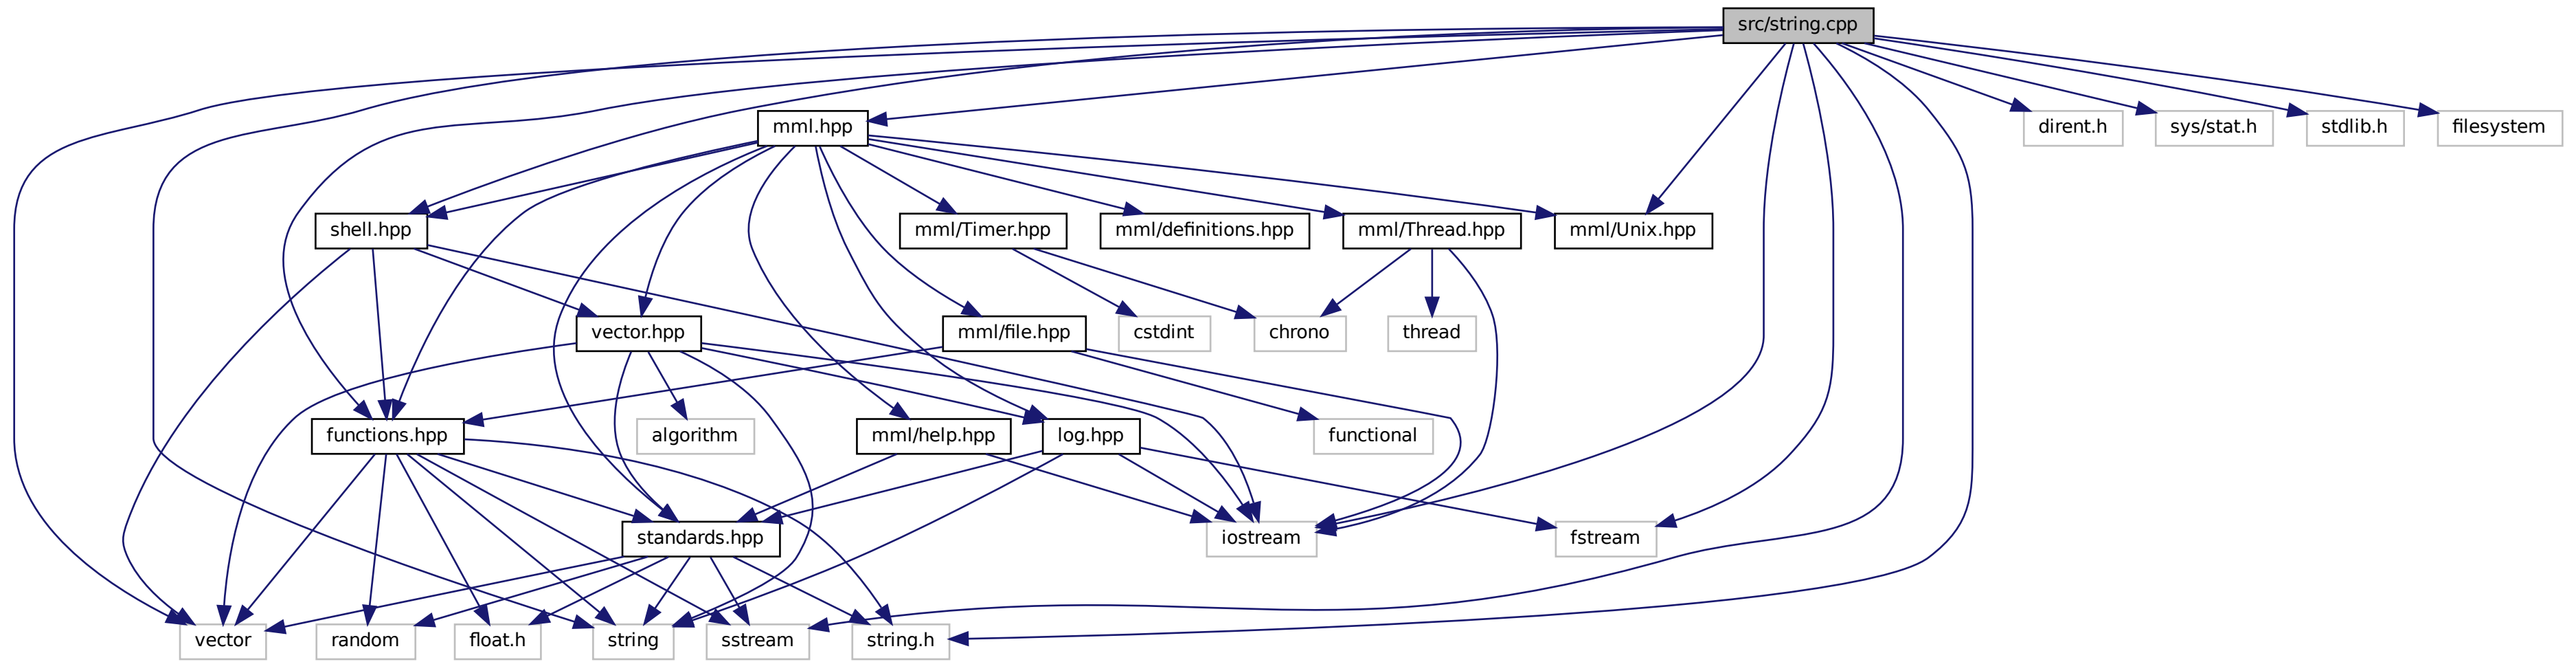 src/string.cpp
mml.hpp
dirent.h
sys/stat.h
stdlib.h
filesystem
shell.hpp
mml/Timer.hpp
mml/definitions.hpp
mml/Thread.hpp
mml/Unix.hpp
vector.hpp
mml/file.hpp
cstdint
chrono
thread
functions.hpp
algorithm
mml/help.hpp
log.hpp
functional
standards.hpp
iostream
fstream
vector
random
float.h
string
sstream
string.h